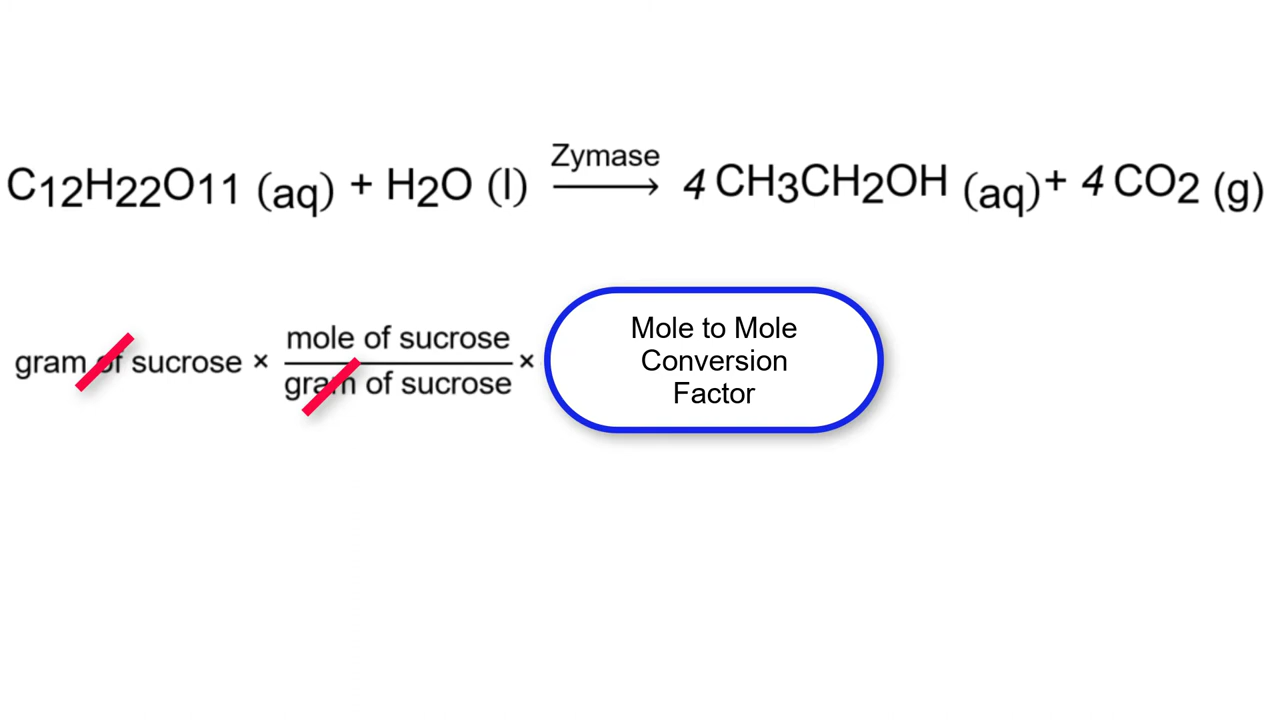 Zymase
C12H22O11 (aq) + H2O (l) ⟶ 4 CH3CH2OH (aq)+ 4 CO2 (g)
mole of sucrose
gram of sucrose × × 
gram of sucrose
Mole to Mole
Conversion
Factor